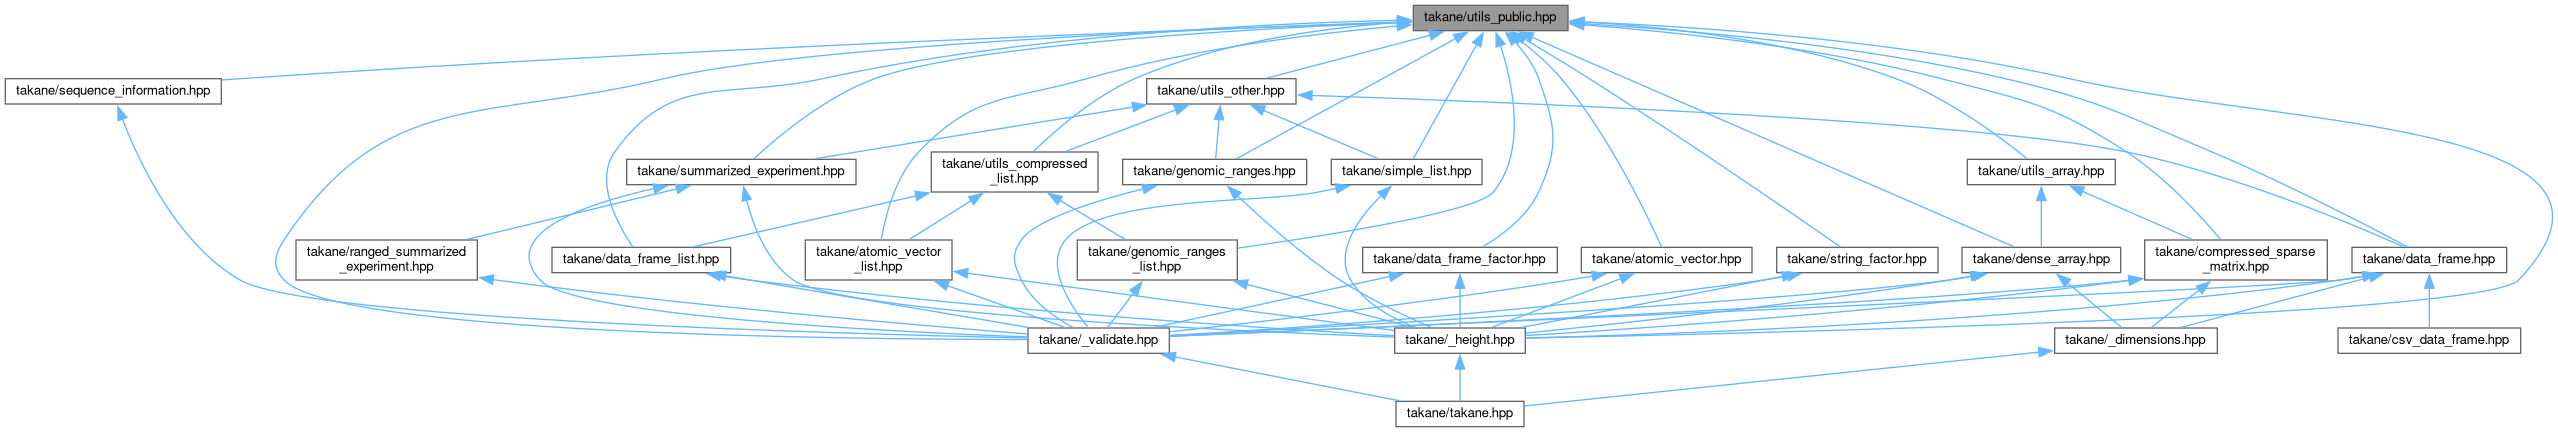 takane/utils_public.hpp
takane/sequence_information.hpp
takane/utils_other.hpp
takane/summarized_experiment.hpp
takane/utils_compressed
_list.hpp
takane/genomic_ranges.hpp
takane/simple_list.hpp
takane/utils_array.hpp
takane/ranged_summarized
_experiment.hpp
takane/data_frame_list.hpp
takane/atomic_vector
_list.hpp
takane/genomic_ranges
_list.hpp
takane/data_frame_factor.hpp
takane/atomic_vector.hpp
takane/string_factor.hpp
takane/dense_array.hpp
takane/compressed_sparse
_matrix.hpp
takane/data_frame.hpp
takane/_validate.hpp
takane/_height.hpp
takane/_dimensions.hpp
takane/csv_data_frame.hpp
takane/takane.hpp